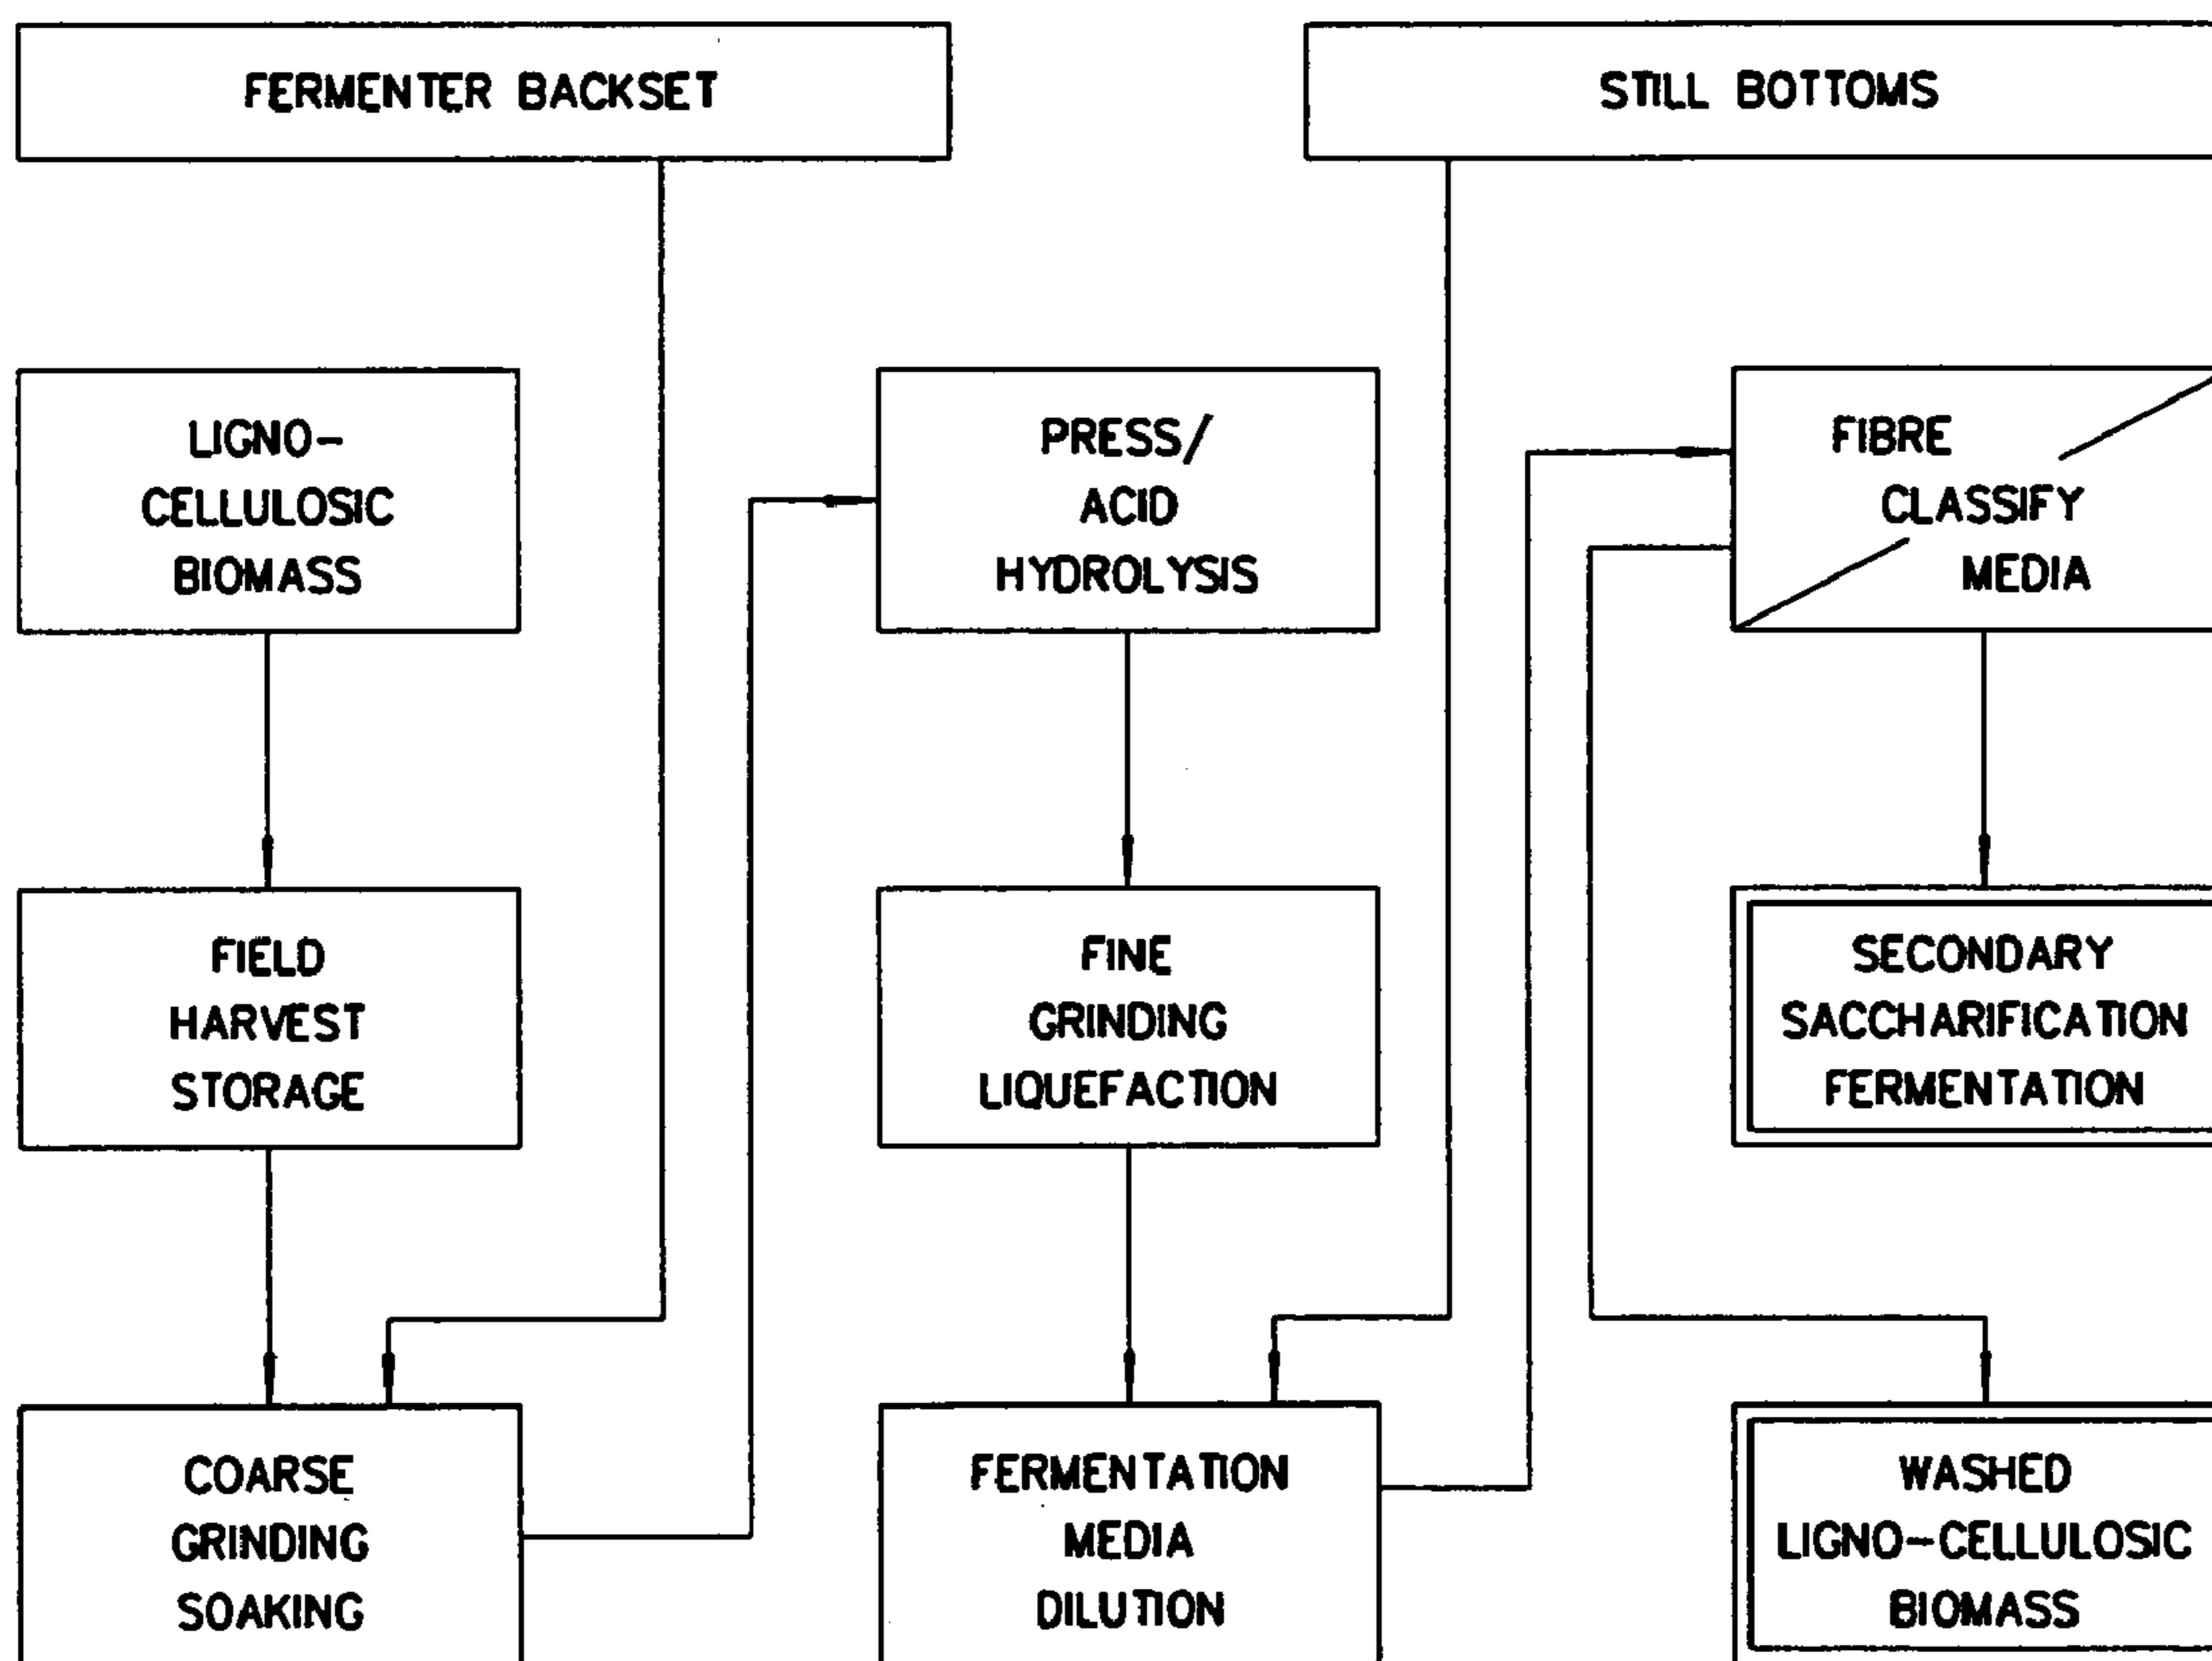 FERMENTER BACKSET
STILL BOTTOMS
LIGNO-
CELLULOSIC
BIOMASS
PRESS/
ACID
HYDROLYSIS
FIBRE
CLASSIFY
MEDIA
FIELD
HARVEST
STORAGE
FINE
GRINDING
LIQUEFACTION
SECONDARY
SACCHARIFICATION
FERMENTATION
COARSE
GRINDING
SOAKING
FERMENTATION
MEDIA
DILUTION
WASHED
LIGNO-CELLULOSIC
BIOMASS